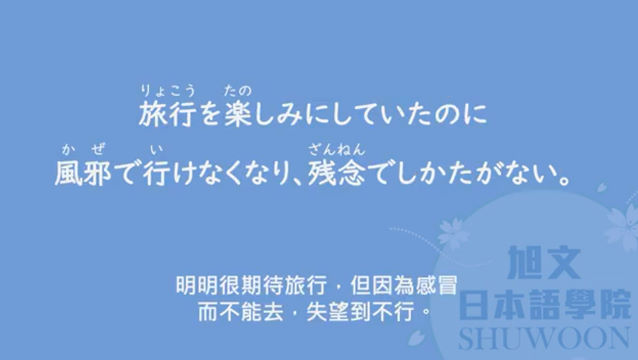 りょこう たの
旅行を楽しみにしていたのに
かぜ い ざんねん
風邪で行けなくなり、残念でしかたがない。
明明很期待旅行，但因為感冒
而不能去，失望到不行。
旭文
日本語學院
SHUWOON